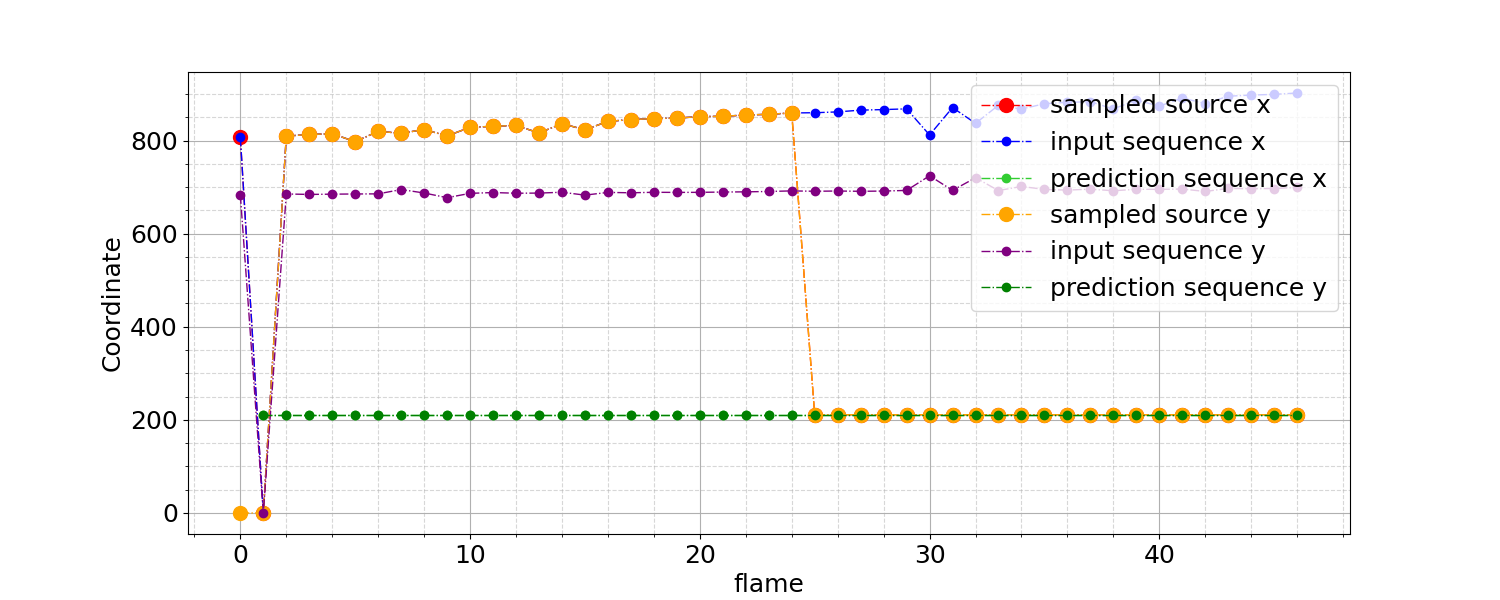 sampled source x
input sequence x
prediction sequence x
sampled source y
input sequence y
prediction sequence y
Coordinate
800
600
400
200
0
0 10 20 30 40
flame